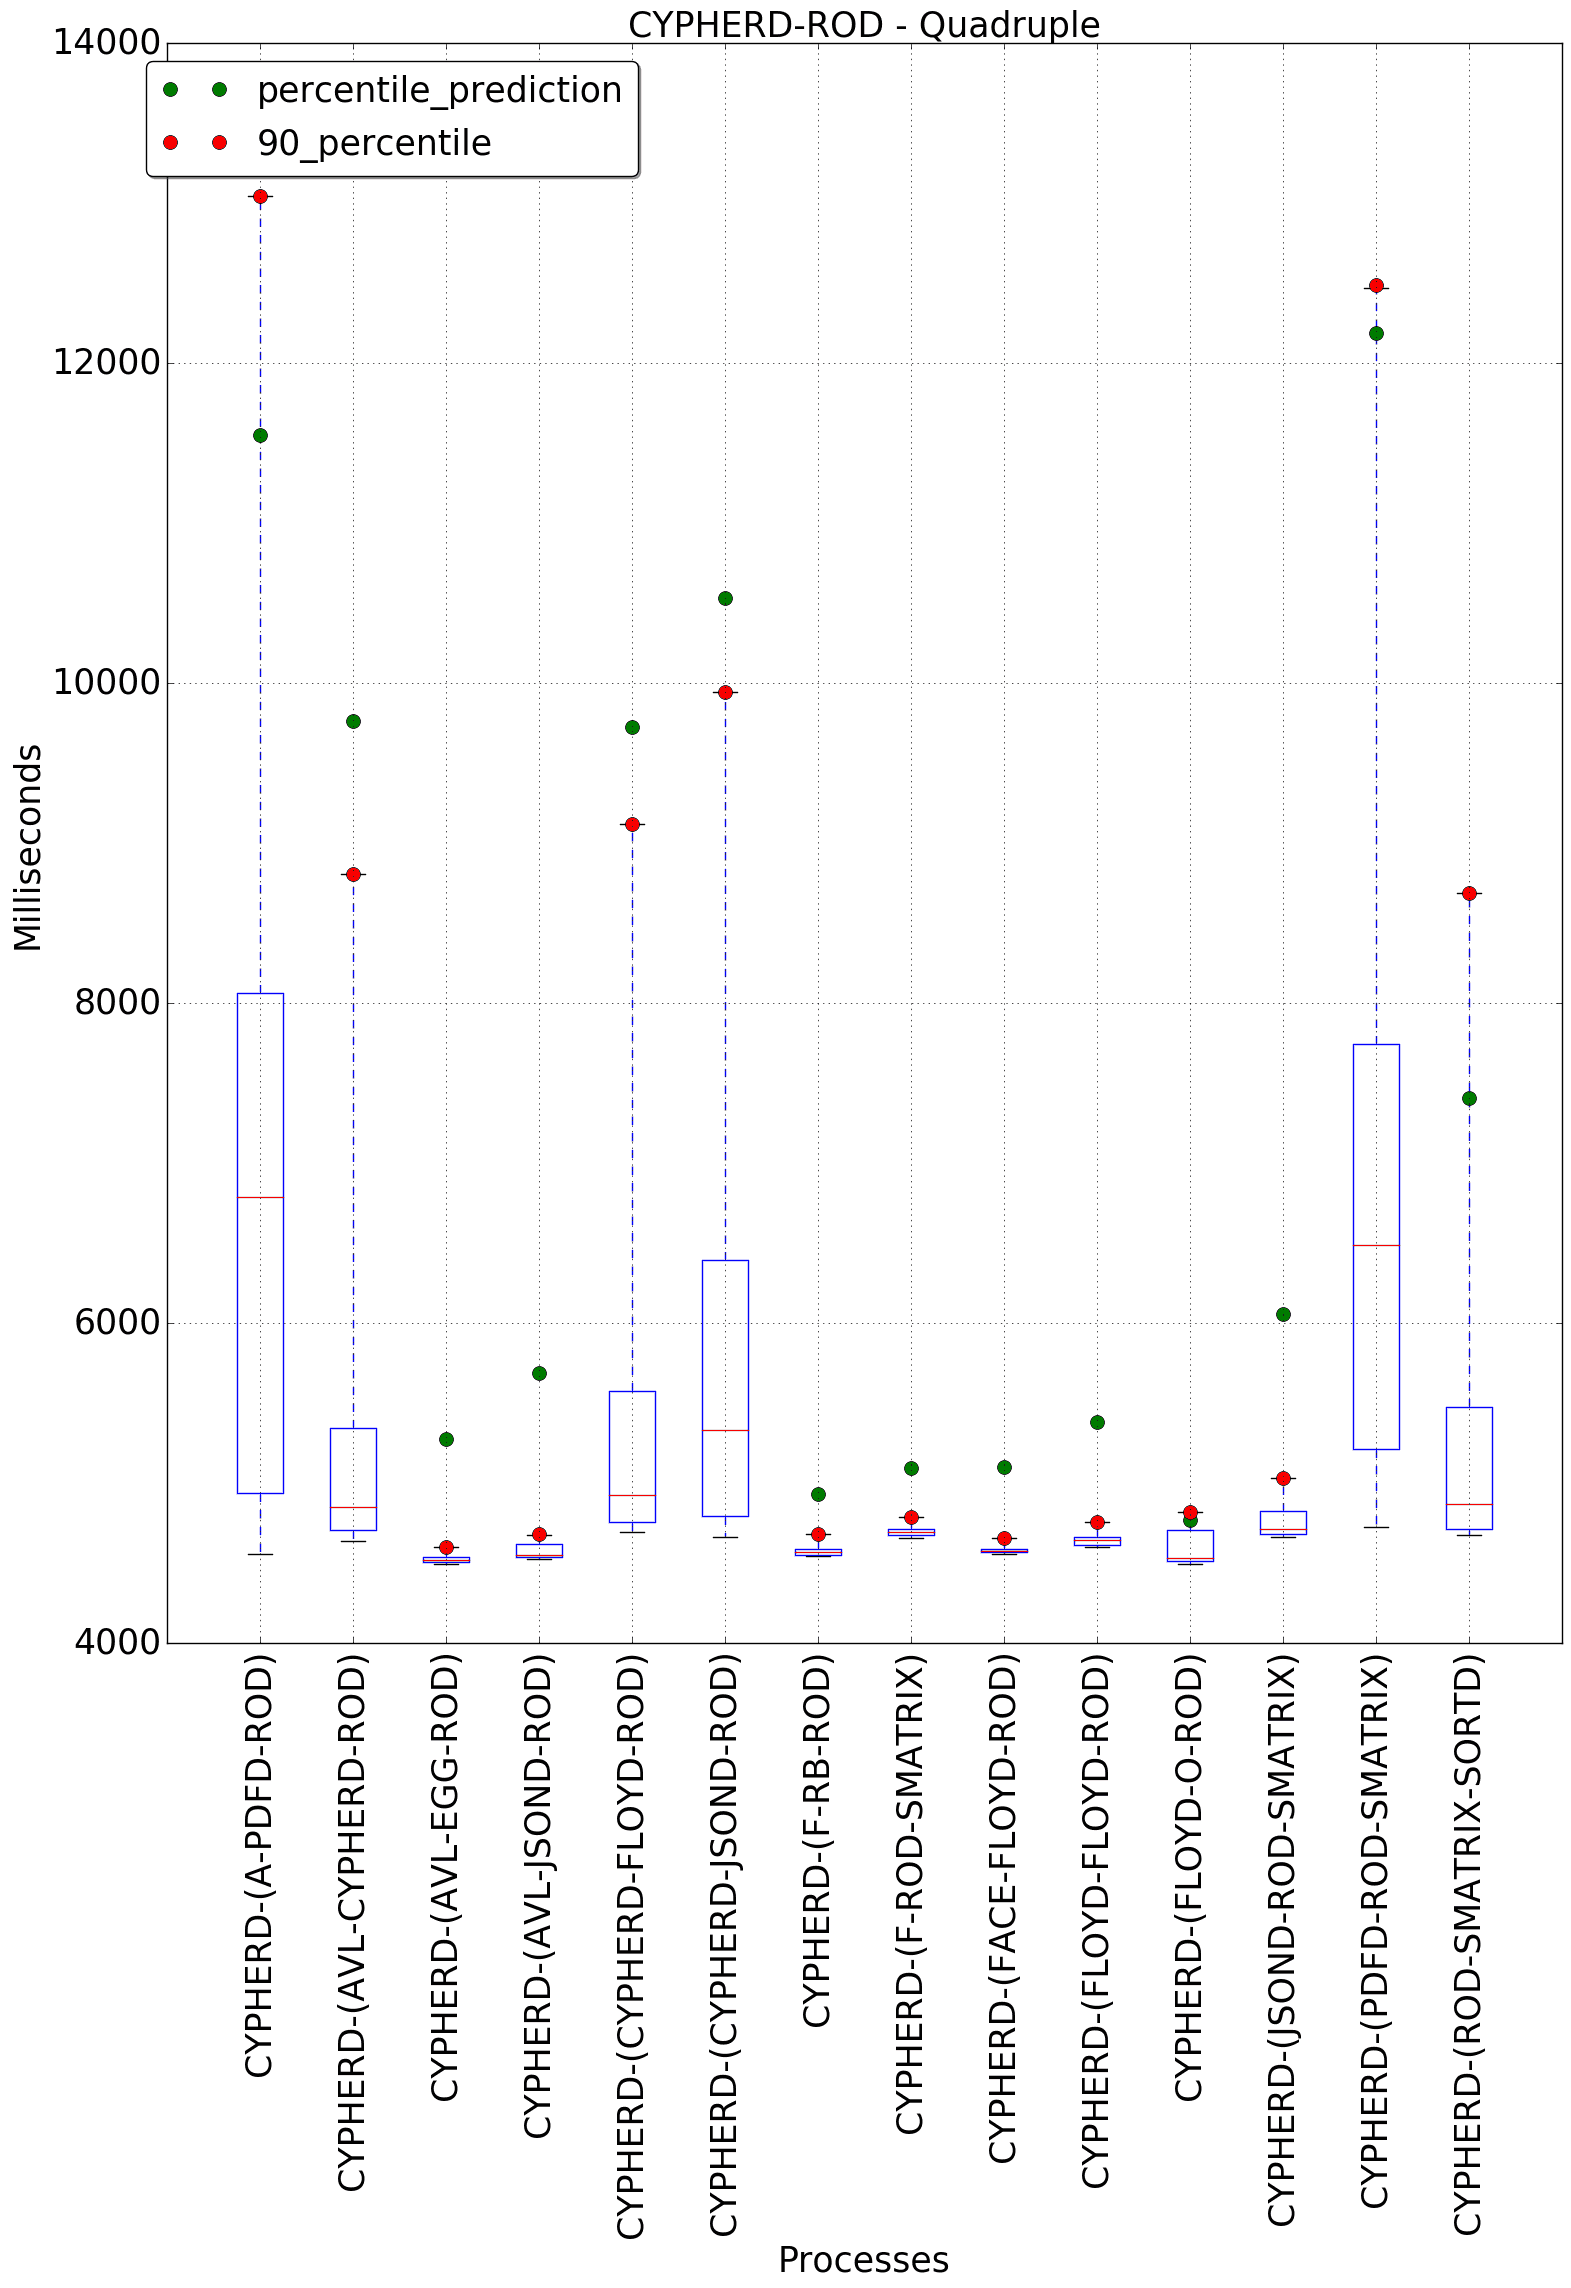 CYPHERD-ROD - Quadruple
percentile_prediction
90_percentile
Milliseconds
14000
12000
10000
8000
6000
4000
CYPHERD-(A-PDFD-ROD)
CYPHERD-(AVL-CYPHERD-ROD)
CYPHERD-(AVL-EGG-ROD)
CYPHERD-(AVL-JSOND-ROD)
CYPHERD-(CYPHERD-FLOYD-ROD)
CYPHERD-(CYPHERD-JSOND-ROD)
CYPHERD-(F-RB-ROD)
CYPHERD-(F-ROD-SMATRIX)
CYPHERD-(FACE-FLOYD-ROD)
CYPHERD-(FLOYD-FLOYD-ROD)
CYPHERD-(FLOYD-O-ROD)
CYPHERD-(JSOND-ROD-SMATRIX)
CYPHERD-(PDFD-ROD-SMATRIX)
CYPHERD-(ROD-SMATRIX-SORTD)
Processes